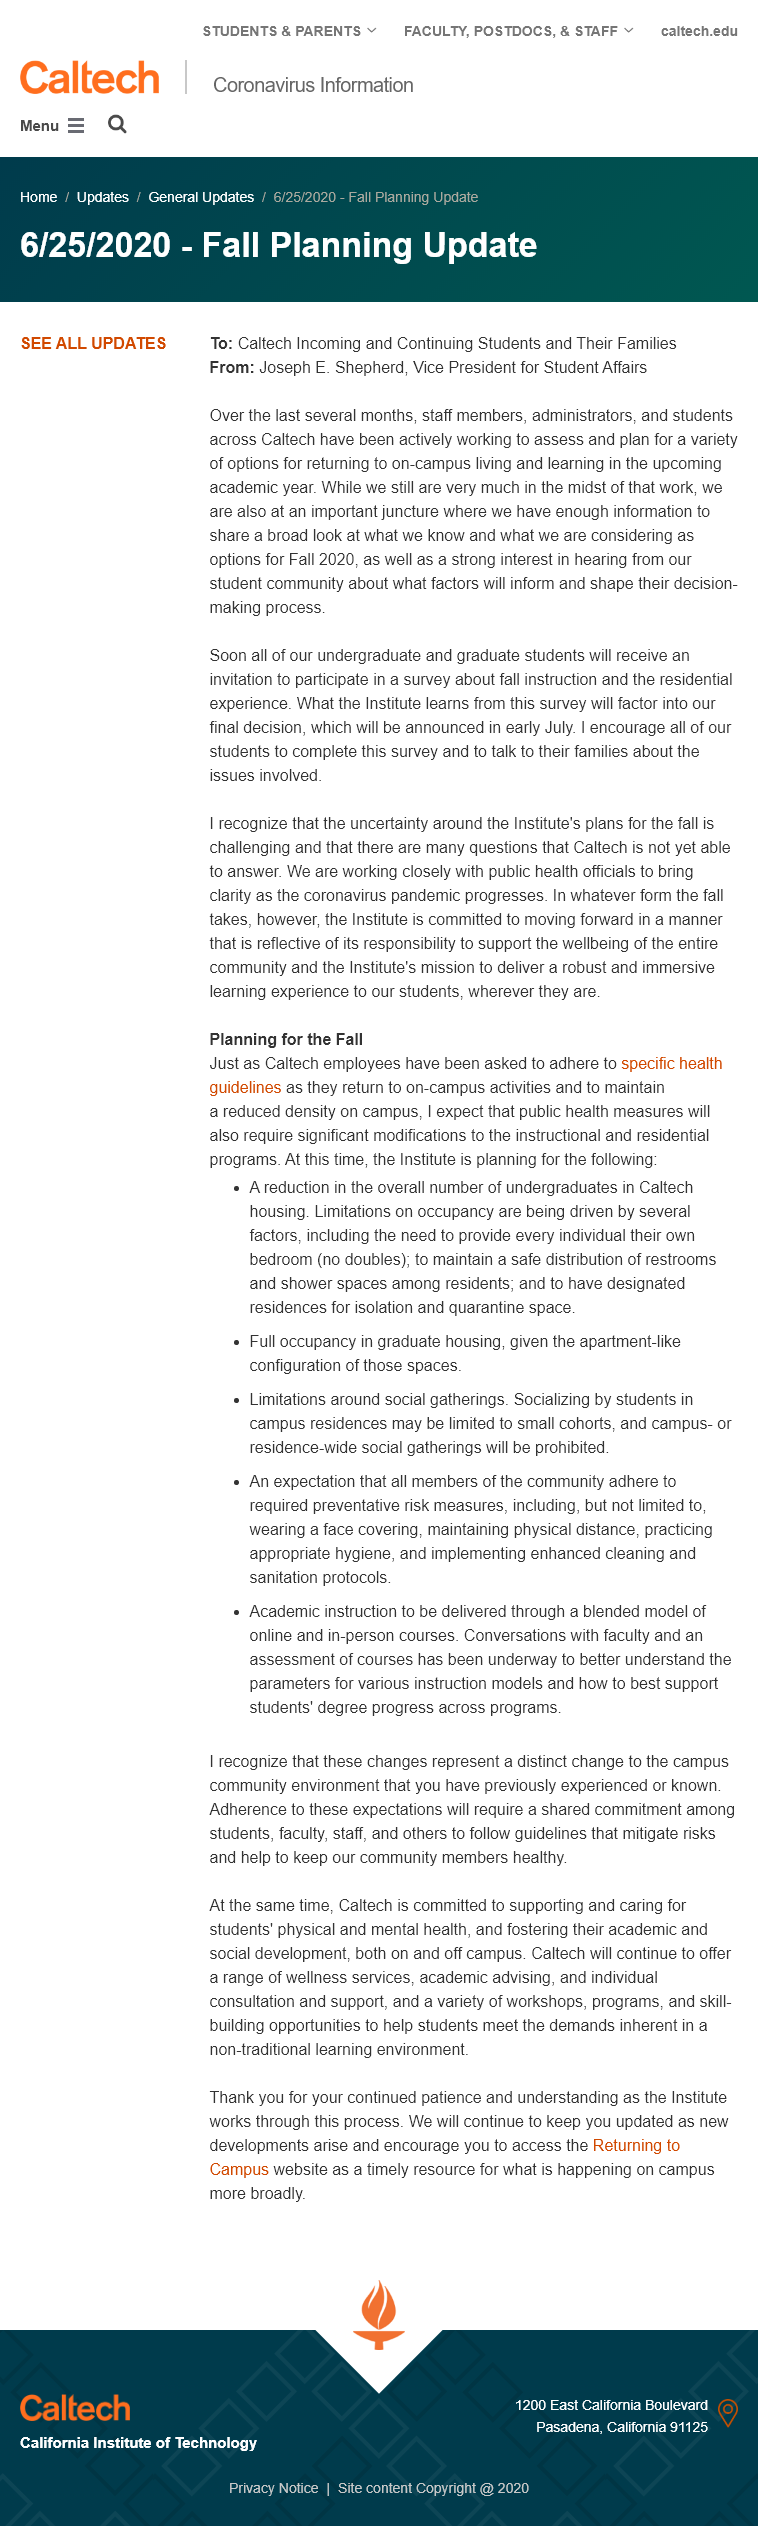 STUDENTS & PARENTS
FACULTY, POSTDOCS, & STAFF
caltech.edu
Caltech
Coronavirus Information
Menu
Home / Updates / General Updates / 6/25/2020 - Fall Planning Update
6/25/2020 - Fall Planning Update
SEE ALL UPDATES
To: Caltech Incoming and Continuing Students and Their Families
From: Joseph E. Shepherd, Vice President for Student Affairs
Over the last several months, staff members, administrators, and students
across Caltech have been actively working to assess and plan for a variety
of options for returning to on-campus living and learning in the upcoming
academic year. While we still are very much in the midst of that work, we
are also at an important juncture where we have enough information to
share a broad look at what we know and what we are considering as
options for Fall 2020, as well as a strong interest in hearing from our
student community about what factors will inform and shape their decision-
making process.
Soon all of our undergraduate and graduate students will receive an
invitation to participate in a survey about fall instruction and the residential
experience. What the Institute learns from this survey will factor into our
final decision, which will be announced in early July. I encourage all of our
students to complete this survey and to talk to their families about the
issues involved.
I recognize that the uncertainty around the Institute's plans for the fall is
challenging and that there are many questions that Caltech is not yet able
to answer. We are working closely with public health officials to bring
clarity as the coronavirus pandemic progresses. In whatever form the fall
takes, however, the Institute is committed to moving forward in a manner
that is reflective of its responsibility to support the wellbeing of the entire
community and the Institute's mission to deliver a robust and immersive
learning experience to our students, wherever they are.
Planning for the Fall
Just as Caltech employees have been asked to adhere to specific health
guidelines as they return to on-campus activities and to maintain
a reduced density on campus, I expect that public health measures will
also require significant modifications to the instructional and residential
programs. At this time, the Institute is planning for the following:
• A reduction in the overall number of undergraduates in Caltech
housing. Limitations on occupancy are being driven by several
factors, including the need to provide every individual their own
bedroom (no doubles); to maintain a safe distribution of restrooms
and shower spaces among residents; and to have designated
residences for isolation and quarantine space.
• Full occupancy in graduate housing, given the apartment-like
configuration of those spaces.
• Limitations around social gatherings. Socializing by students in
campus residences may be limited to small cohorts, and campus- or
residence-wide social gatherings will be prohibited.
• An expectation that all members of the community adhere to
required preventative risk measures, including, but not limited to,
wearing a face covering, maintaining physical distance, practicing
appropriate hygiene, and implementing enhanced cleaning and
sanitation protocols.
• Academic instruction to be delivered through a blended model of
online and in-person courses. Conversations with faculty and an
assessment of courses has been underway to better understand the
parameters for various instruction models and how to best support
students' degree progress across programs.
I recognize that these changes represent a distinct change to the campus
community environment that you have previously experienced or known.
Adherence to these expectations will require a shared commitment among
students, faculty, staff, and others to follow guidelines that mitigate risks
and help to keep our community members healthy.
At the same time, Caltech is committed to supporting and caring for
students' physical and mental health, and fostering their academic and
social development, both on and off campus. Caltech will continue to offer
a range of wellness services, academic advising, and individual
consultation and support, and a variety of workshops, programs, and skill-
building opportunities to help students meet the demands inherent in a
non-traditional learning environment.
Thank you for your continued patience and understanding as the Institute
works through this process. We will continue to keep you updated as new
developments arise and encourage you to access the Returning to
Campus website as a timely resource for what is happening on campus
more broadly.
Caltech
California Institute of Technology
1200 East California Boulevard
Pasadena, California 91125
Privacy Notice | Site content Copyright @ 2020